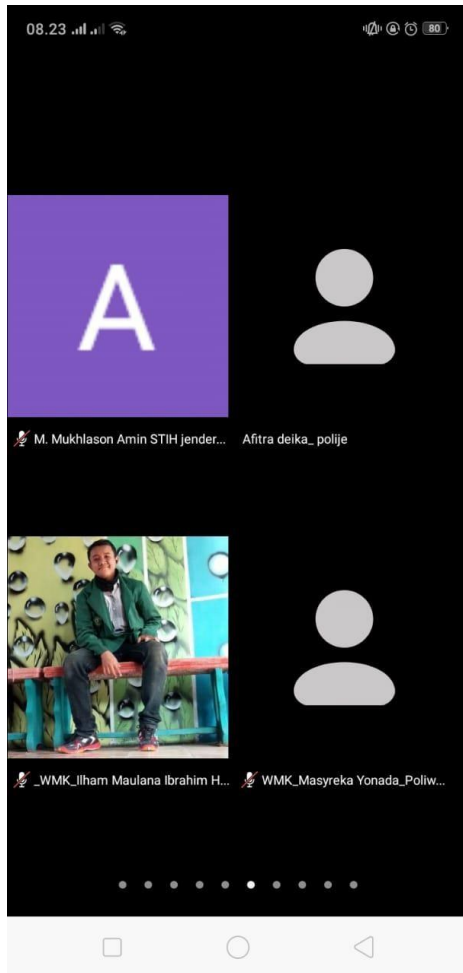 08.23
80
A
M. Mukhlason Amin STIH jender...
Afitra deika_ polije
_WMK_Ilham Maulana Ibrahim H...
WMK_Masyreka Yonada_Poliw...